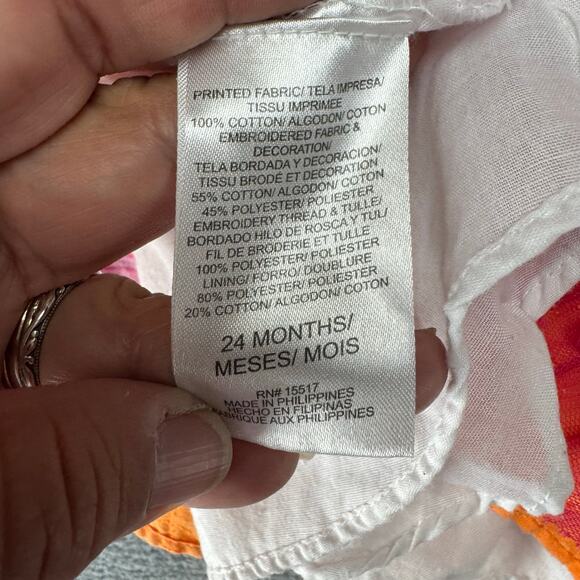 PRINTED FABRIC/ TELA IMPRESA/
TISSU IMPRIMEE
100% COTTON/ ALGODON/ COTON
EMBROIDERED FABRIC &
DECORATION/
TELA BORDADA Y DECORACION/
TISSU BRODÉ ET DECORATION
55% COTTON/ ALGODON/ COTON
45% POLYESTER/ POLIESTER
EMBROIDERY THREAD & TULLE/
BORDADO HILO DE ROSCA Y TUL/
FIL DE BRODERIE ET TULLE
100% POLYESTER/ POLIESTER
LINING/ FORRO/ DOUBLURE
80% POLYESTER/ POLIESTER
20% COTTON/ ALGODON/ COTON
24 MONTHS/
MESES/ MOIS
RN# 15517
MADE IN PHILIPPINES
HECHO EN FILIPINAS
FABRIQUE AUX PHILIPPINES